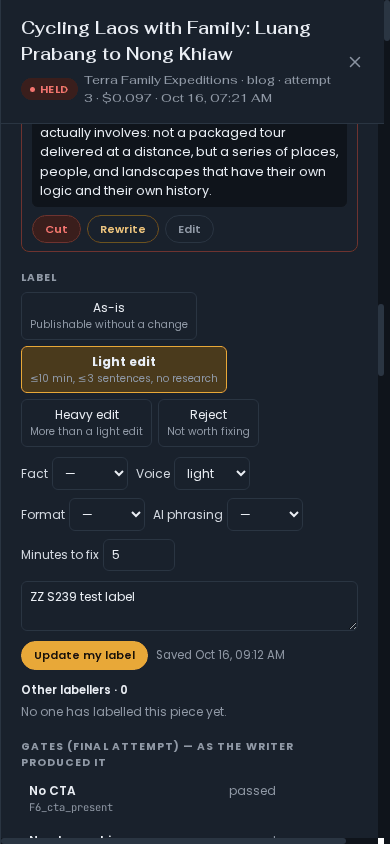 Cycling Laos with Family: Luang
Prabang to Nong Khiaw
HELD
Terra Family Expeditions · blog · attempt
3 · $0.097 · Oct 16, 07:21 AM
actually involves: not a packaged tour
delivered at a distance, but a series of places,
people, and landscapes that have their own
logic and their own history.
Cut Rewrite Edit
LABEL
As-is
Publishable without a change
Light edit
≤10 min, ≤3 sentences, no research
Heavy edit Reject
More than a light edit Not worth fixing
Fact — Voice light
Format — AI phrasing —
Minutes to fix 5
ZZ S239 test label
Update my label Saved Oct 16, 09:12 AM
Other labellers · 0
No one has labelled this piece yet.
GATES (FINAL ATTEMPT) — AS THE WRITER
PRODUCED IT
No CTA passed
F6_cta_present